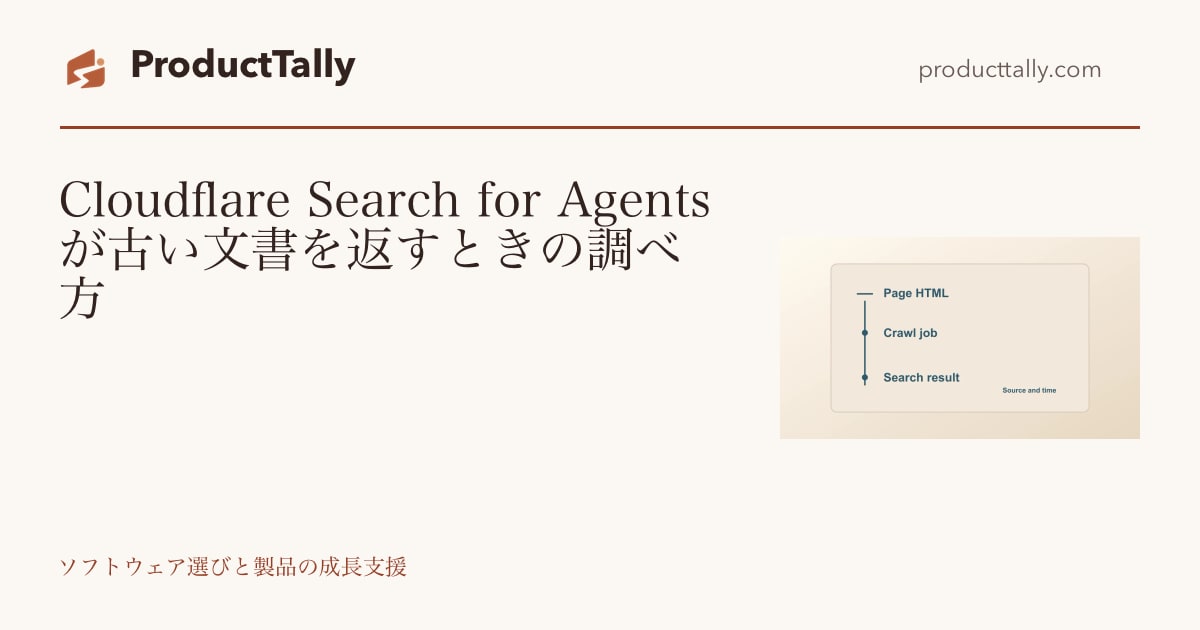 ProductTally
producttally.com
Cloudflare Search for Agents
が古い文書を返すときの調べ
方
Page HTML
Crawl job
Search result
Source and time
ソフトウェア選びと製品の成長支援